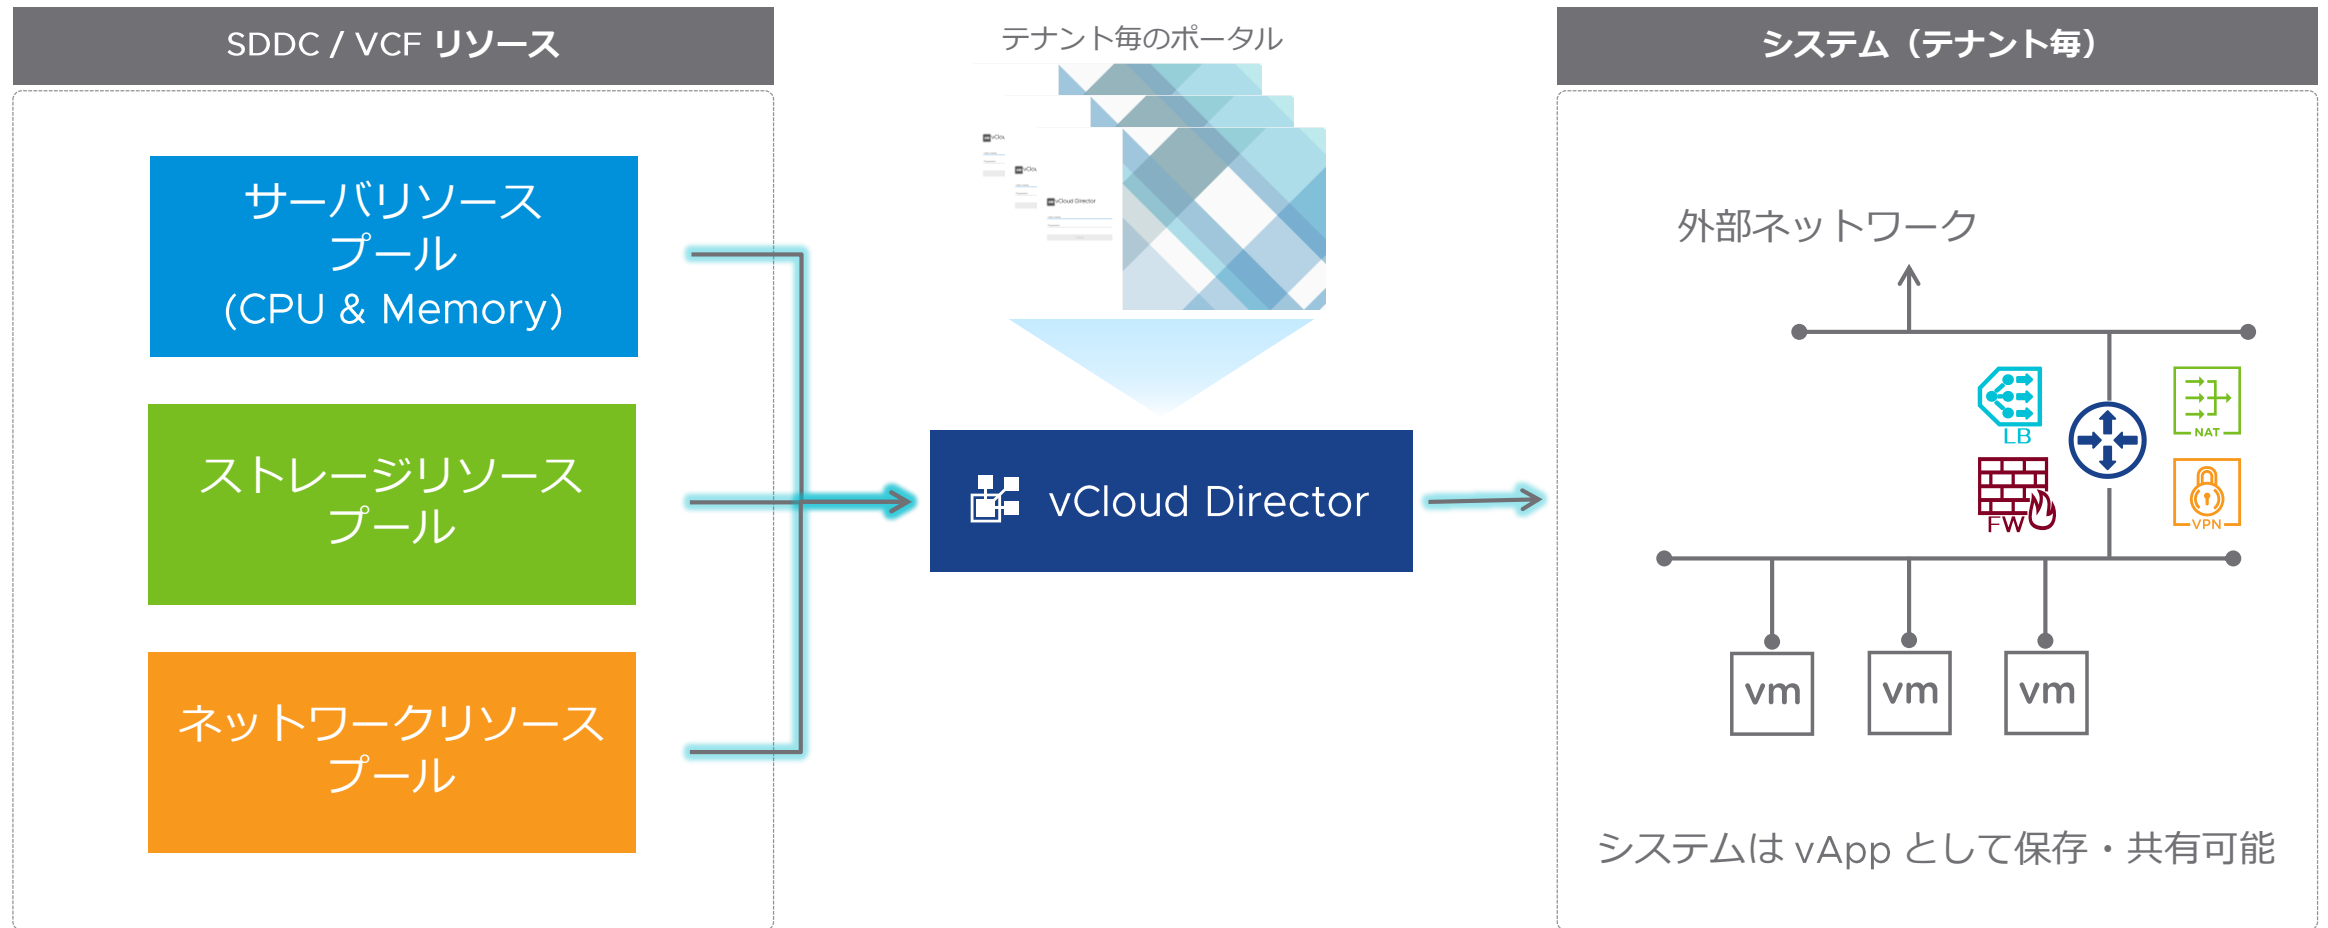 SDDC / VCF リソース
サーバリソース
プール
(CPU & Memory)
ストレージリソース
プール
ネットワークリソース
プール
テナント毎のポータル
vCloud Director
vCloud Director
システム（テナント毎）
外部ネットワーク
LB
NAT
FW
VPN
vm
vm
vm
システムは vApp として保存・共有可能